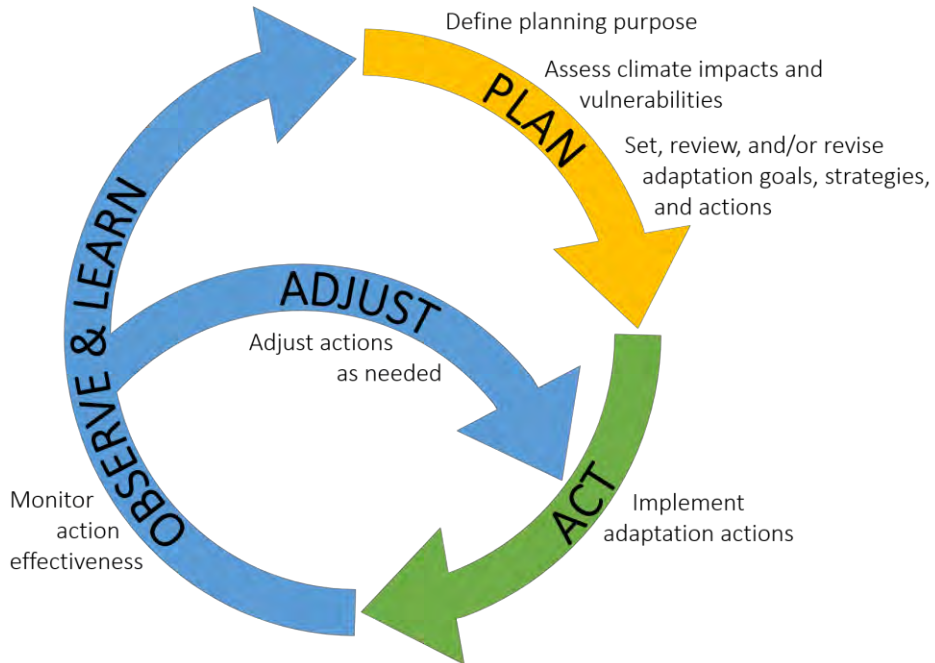 Define planning purpose
PLAN
Assess climate impacts and
vulnerabilities
Set, review, and/or revise
adaptation goals, strategies,
and actions
ADJUST
Adjust actions
as needed
ACT
Implement
adaptation actions
OBSERVE & LEARN
Monitor
action
effectiveness